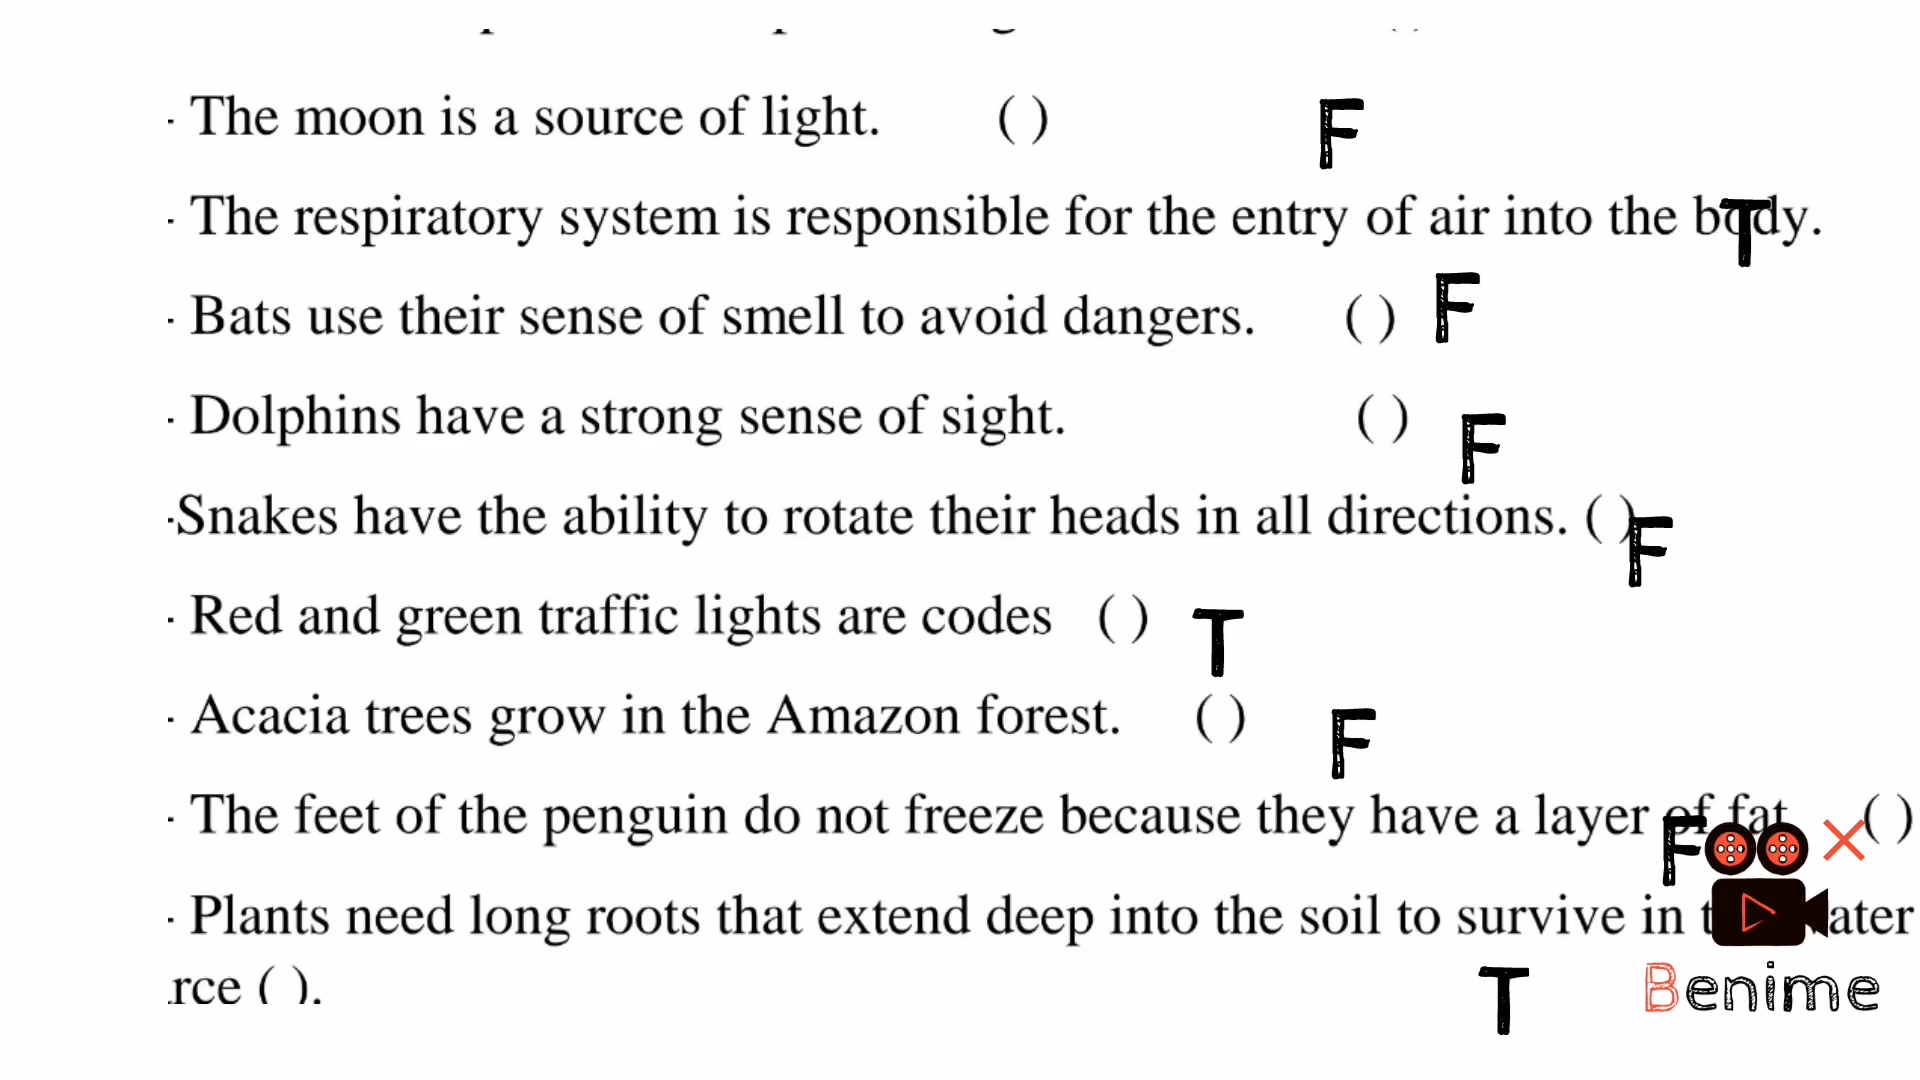 · The moon is a source of light. ( ) F
· The respiratory system is responsible for the entry of air into the body. T
· Bats use their sense of smell to avoid dangers. ( ) F
· Dolphins have a strong sense of sight. ( ) F
·Snakes have the ability to rotate their heads in all directions. ( ) F
· Red and green traffic lights are codes ( ) T
· Acacia trees grow in the Amazon forest. ( ) F
· The feet of the penguin do not freeze because they have a layer of fat ( ) F
· Plants need long roots that extend deep into the soil to survive in
rce ( ). T
Benime